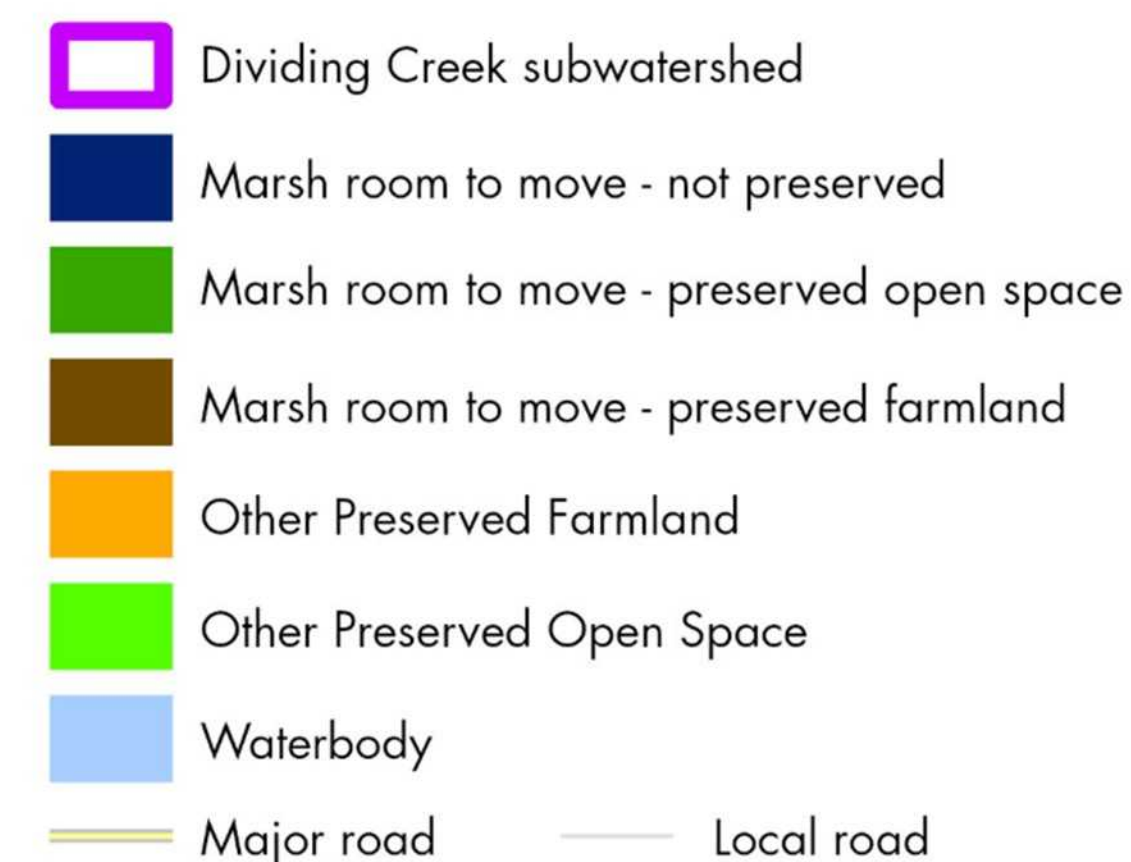 Dividing Creek subwatershed
Marsh room to move - not preserved
Marsh room to move - preserved open space
Marsh room to move - preserved farmland
Other Preserved Farmland
Other Preserved Open Space
Waterbody
Major road Local road